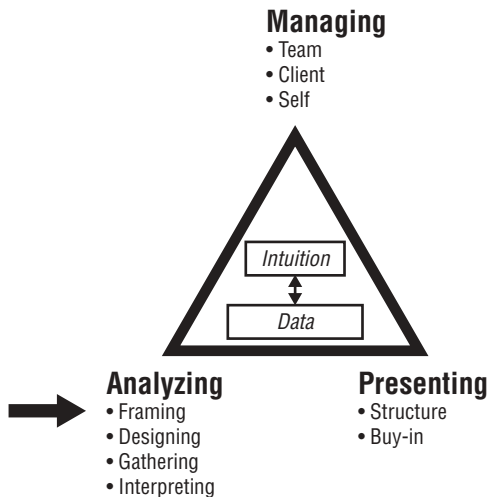 Managing
• Team
• Client
• Self
Intuition
Data
Analyzing
• Framing
• Designing
• Gathering
• Interpreting
Presenting
• Structure
• Buy-in